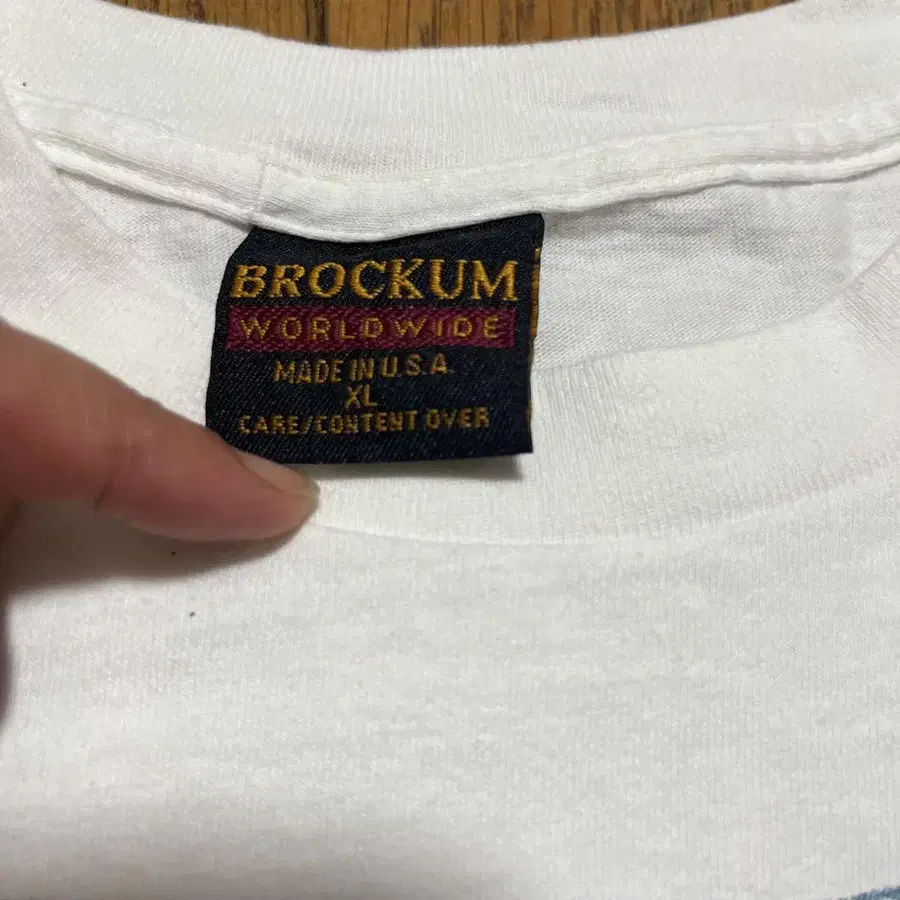 BROCKUM
WORLDWIDE
MADE IN U.S.A.
XL
CARE/CONTENT OVER